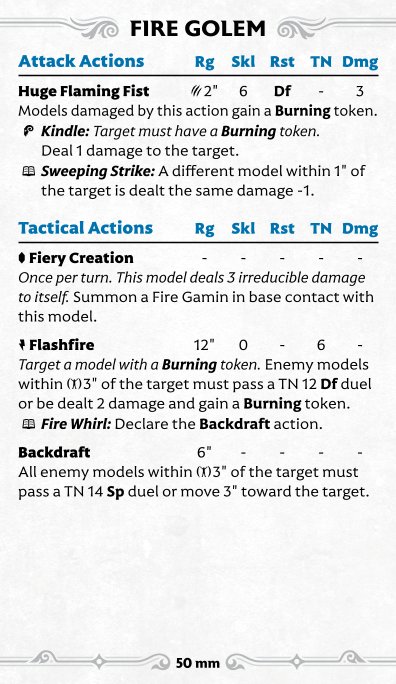 FIRE GOLEM
Attack Actions Rg Skl Rst TN Dmg
Huge Flaming Fist 2" 6 Df - 3
Models damaged by this action gain a Burning token.
Kindle: Target must have a Burning token.
Deal 1 damage to the target.
Sweeping Strike: A different model within 1" of
the target is dealt the same damage -1.
Tactical Actions Rg Skl Rst TN Dmg
Fiery Creation - - - - -
Once per turn. This model deals 3 irreducible damage
to itself. Summon a Fire Gamin in base contact with
this model.
Flashfire 12" 0 - 6 -
Target a model with a Burning token. Enemy models
within 3" of the target must pass a TN 12 Df duel
or be dealt 2 damage and gain a Burning token.
Fire Whirl: Declare the Backdraft action.
Backdraft 6" - - - -
All enemy models within 3" of the target must
pass a TN 14 Sp duel or move 3" toward the target.
50 mm